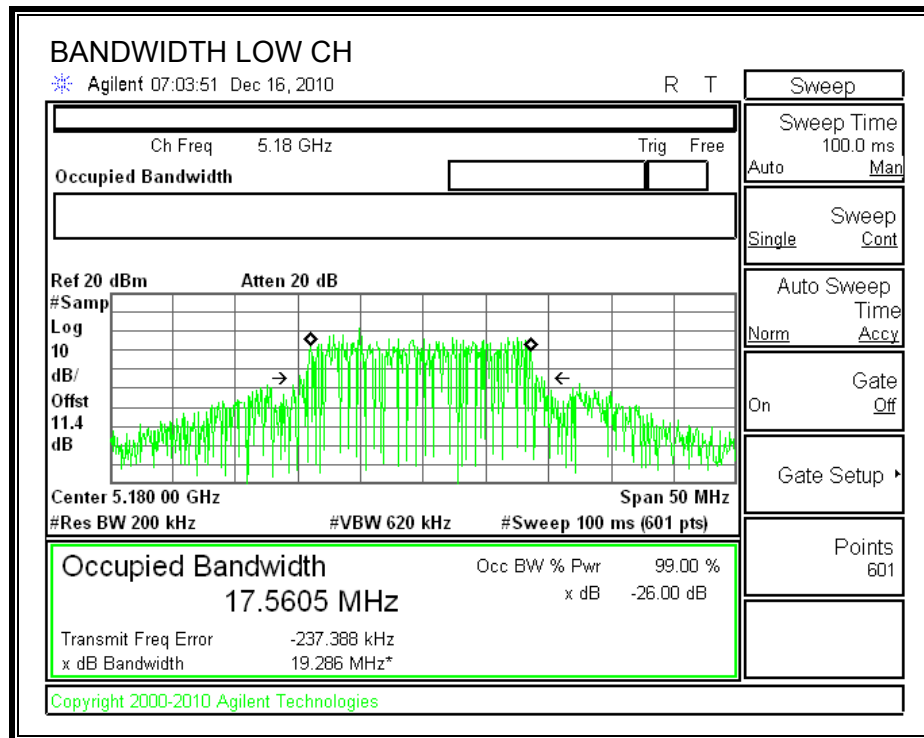 BANDWIDTH LOW CH
Agilent 07:03:51 Dec 16, 2010 R T
Ch Freq 5.18 GHz Trig Free
Occupied Bandwidth
Ref 20 dBm Atten 20 dB
#Samp
Log
10
dB/
Offst
11.4
dB
Center 5.180 00 GHz Span 50 MHz
#Res BW 200 kHz #VBW 620 kHz #Sweep 100 ms (601 pts)
Occupied Bandwidth Occ BW % Pwr 99.00 %
17.5605 MHz x dB -26.00 dB
Transmit Freq Error -237.388 kHz
x dB Bandwidth 19.286 MHz*
Copyright 2000-2010 Agilent Technologies
Sweep
Sweep Time
100.0 ms
Auto Man
Sweep
Single Cont
Auto Sweep
Time
Norm Accy
Gate
On Off
Gate Setup
Points
601